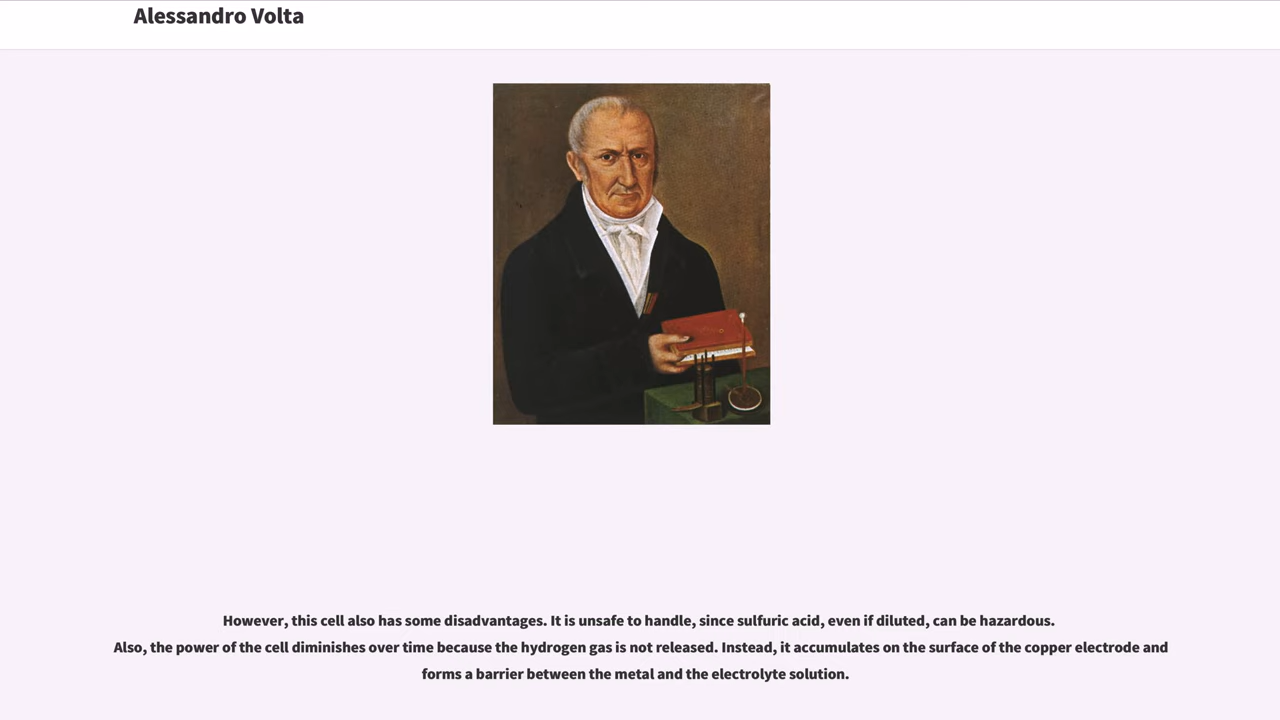 Alessandro Volta
However, this cell also has some disadvantages. It is unsafe to handle, since sulfuric acid, even if diluted, can be hazardous.
Also, the power of the cell diminishes over time because the hydrogen gas is not released. Instead, it accumulates on the surface of the copper electrode and
forms a barrier between the metal and the electrolyte solution.